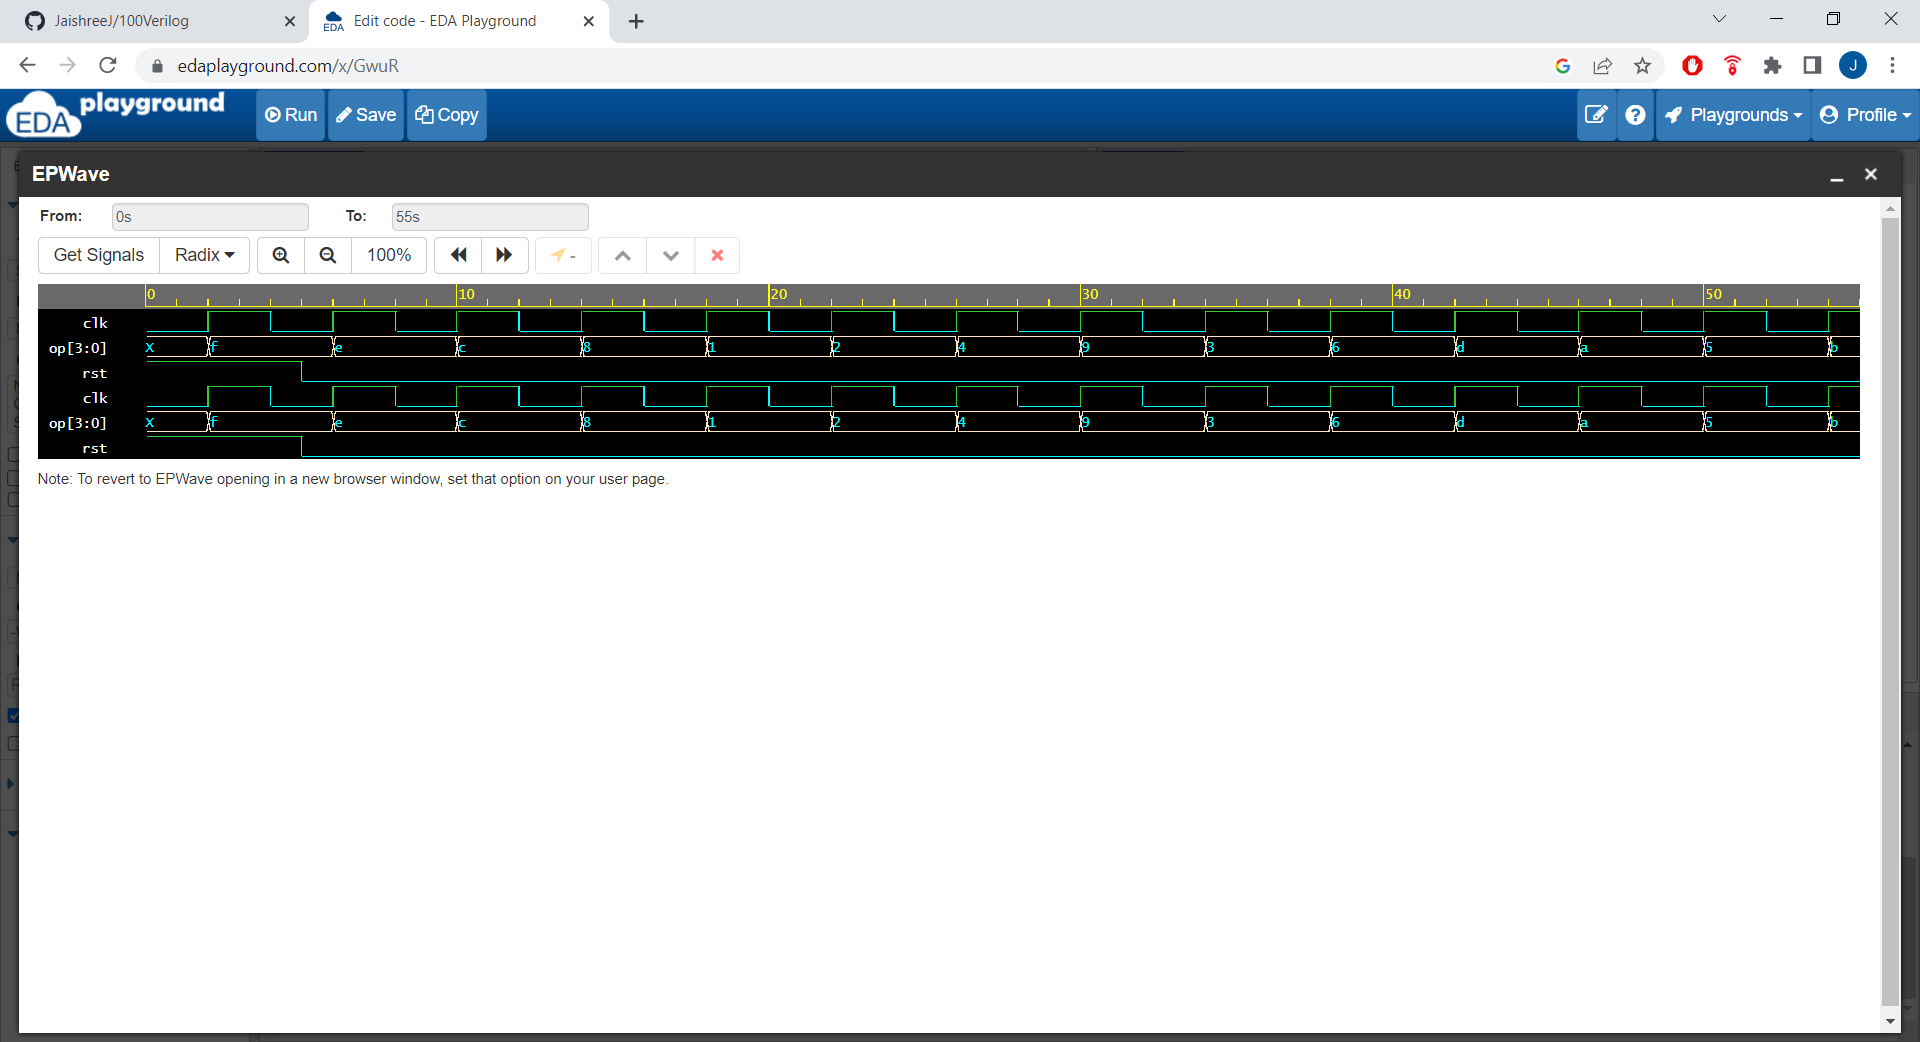 JaishreeJ/100Verilog
Edit code - EDA Playground
edaplayground.com/x/GwuR
EDA playground
Run
Save
Copy
Playgrounds
Profile
EPWave
From: 0s To: 55s
Get Signals Radix 100% -
0 10 20 30 40 50
clk
op[3:0] X f e c 8 1 2 4 9 3 6 d a 5 b
rst
clk
op[3:0] X f e c 8 1 2 4 9 3 6 d a 5 b
rst
Note: To revert to EPWave opening in a new browser window, set that option on your user page.